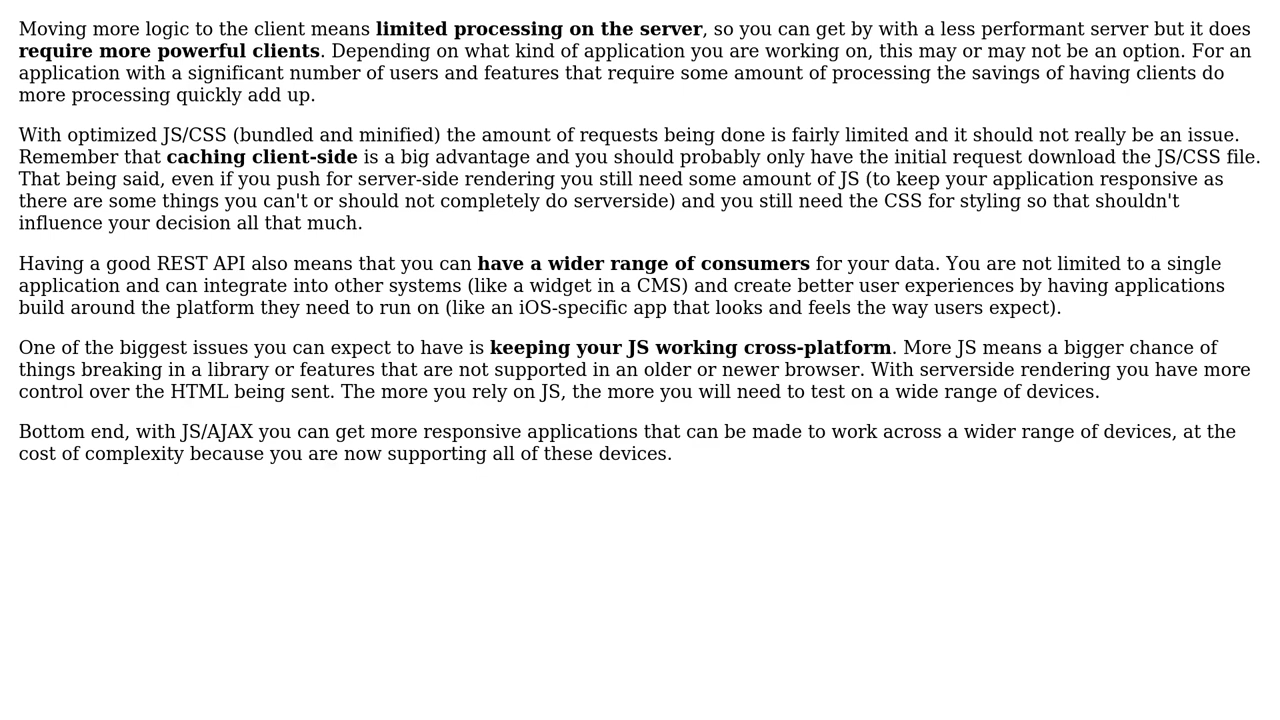 Moving more logic to the client means limited processing on the server, so you can get by with a less performant server but it does
require more powerful clients. Depending on what kind of application you are working on, this may or may not be an option. For an
application with a significant number of users and features that require some amount of processing the savings of having clients do
more processing quickly add up.
With optimized JS/CSS (bundled and minified) the amount of requests being done is fairly limited and it should not really be an issue.
Remember that caching client-side is a big advantage and you should probably only have the initial request download the JS/CSS file.
That being said, even if you push for server-side rendering you still need some amount of JS (to keep your application responsive as
there are some things you can't or should not completely do serverside) and you still need the CSS for styling so that shouldn't
influence your decision all that much.
Having a good REST API also means that you can have a wider range of consumers for your data. You are not limited to a single
application and can integrate into other systems (like a widget in a CMS) and create better user experiences by having applications
build around the platform they need to run on (like an iOS-specific app that looks and feels the way users expect).
One of the biggest issues you can expect to have is keeping your JS working cross-platform. More JS means a bigger chance of
things breaking in a library or features that are not supported in an older or newer browser. With serverside rendering you have more
control over the HTML being sent. The more you rely on JS, the more you will need to test on a wide range of devices.
Bottom end, with JS/AJAX you can get more responsive applications that can be made to work across a wider range of devices, at the
cost of complexity because you are now supporting all of these devices.